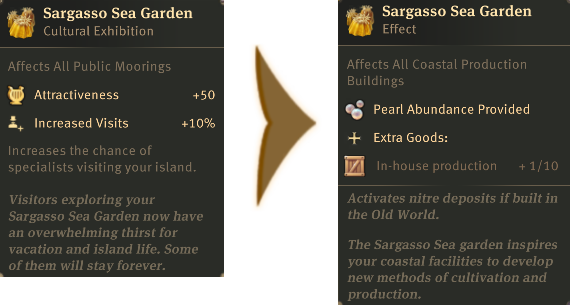 Sargasso Sea Garden
Cultural Exhibition
Affects All Public Moorings
Attractiveness +50
Increased Visits +10%
Increases the chance of
specialists visiting your island.
Visitors exploring your
Sargasso Sea Garden now have
an overwhelming thirst for
vacation and island life. Some
of them will stay forever.
Sargasso Sea Garden
Effect
Affects All Coastal Production
Buildings
Pearl Abundance Provided
Extra Goods:
In-house production + 1/10
Activates nitre deposits if built in
the Old World.
The Sargasso Sea garden inspires
your coastal facilities to develop
new methods of cultivation and
production.